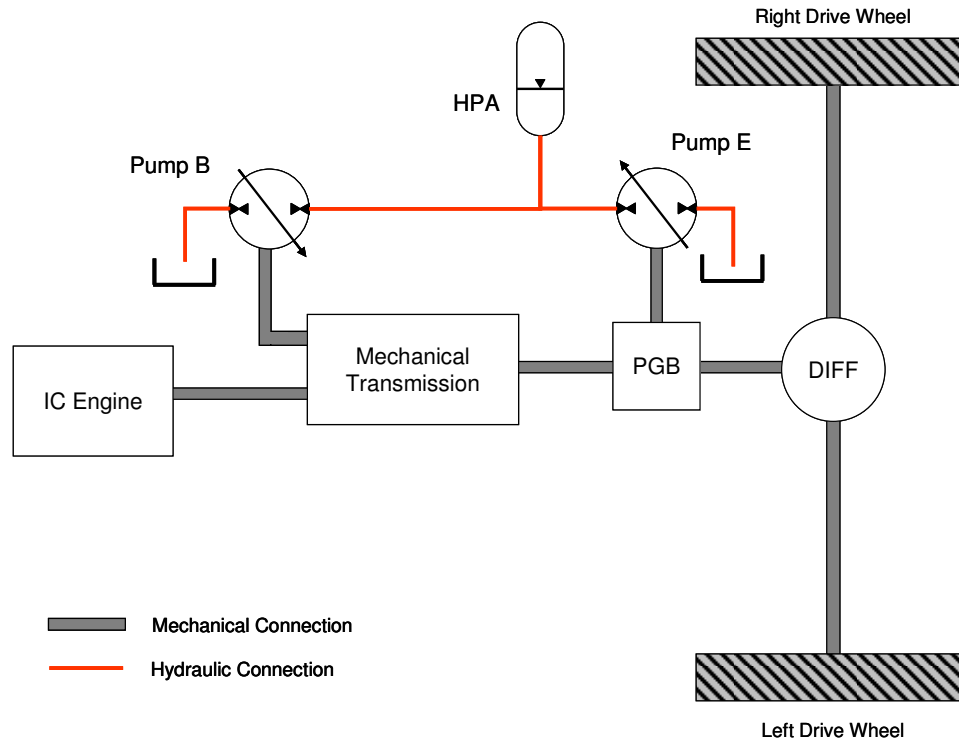 Right Drive Wheel
HPA
Pump E
Pump B
Mechanical
Transmission
PGB
DIFF
IC Engine
Mechanical Connection
Hydraulic Connection
Left Drive Wheel